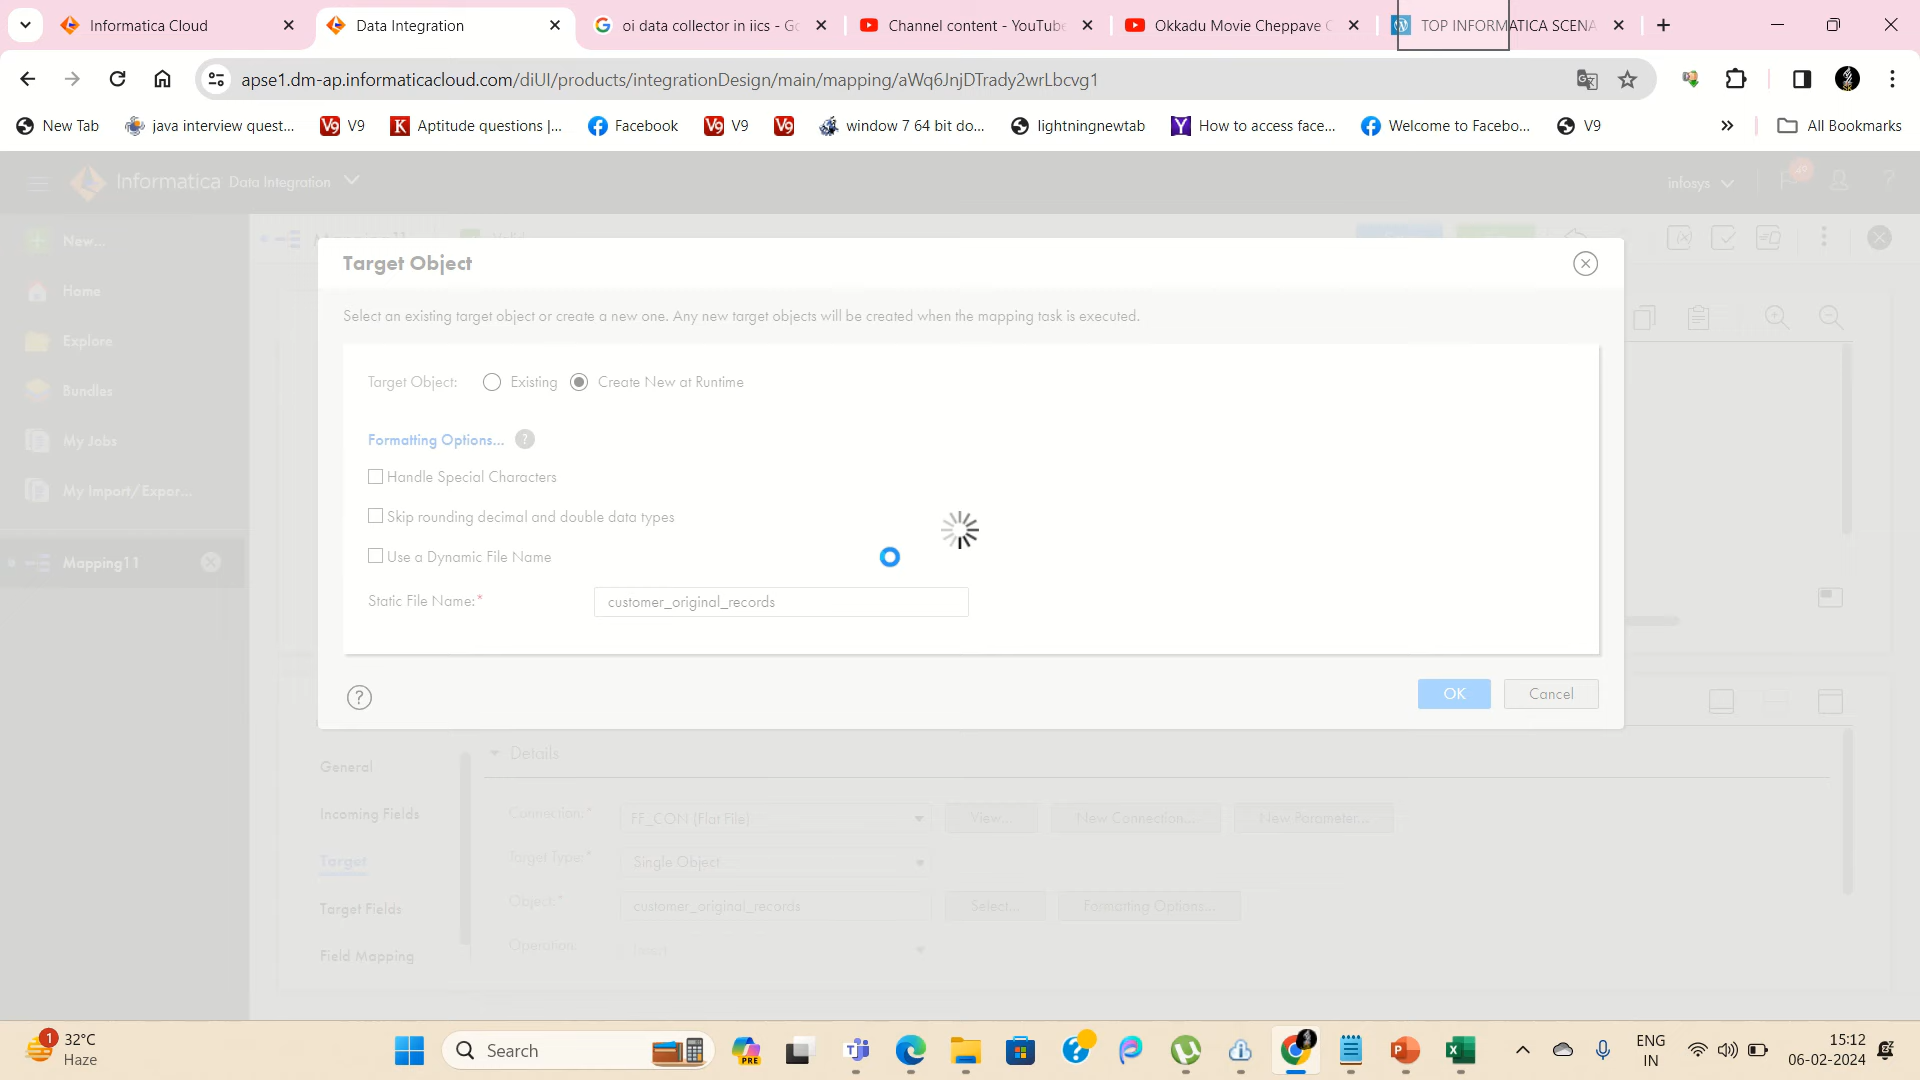 Informatica Cloud
Data Integration
oi data collector in iics - Go
Channel content - YouTube
Okkadu Movie Cheppave C
TOP INFORMATICA SCENA
apse1.dm-ap.informaticacloud.com/diUI/products/integrationDesign/main/mapping/aWq6JnjDTrady2wrLbcvg1
New Tab
java interview quest...
V9
Aptitude questions |...
Facebook
V9
window 7 64 bit do...
lightningnewtab
How to access face...
Welcome to Facebo...
V9
All Bookmarks
Informatica Data Integration
infosys
New...
Home
Explore
Bundles
My Jobs
My Import/Expor...
Mapping11
Mapping11
Valid
Target Object
Select an existing target object or create a new one. Any new target objects will be created when the mapping task is executed.
Target Object: Existing Create New at Runtime
Formatting Options... ?
Handle Special Characters
Skip rounding decimal and double data types
Use a Dynamic File Name
Static File Name:* customer_original_records
?
OK Cancel
General
Incoming Fields
Target
Target Fields
Field Mapping
Details
Connection:* FF_CON (Flat File) View... New Connection... New Parameter...
Target Type:* Single Object
Object:* customer_original_records Select... Formatting Options...
Operation: Insert
1
32°C
Haze
Search
PRE
ENG
IN
15:12
06-02-2024